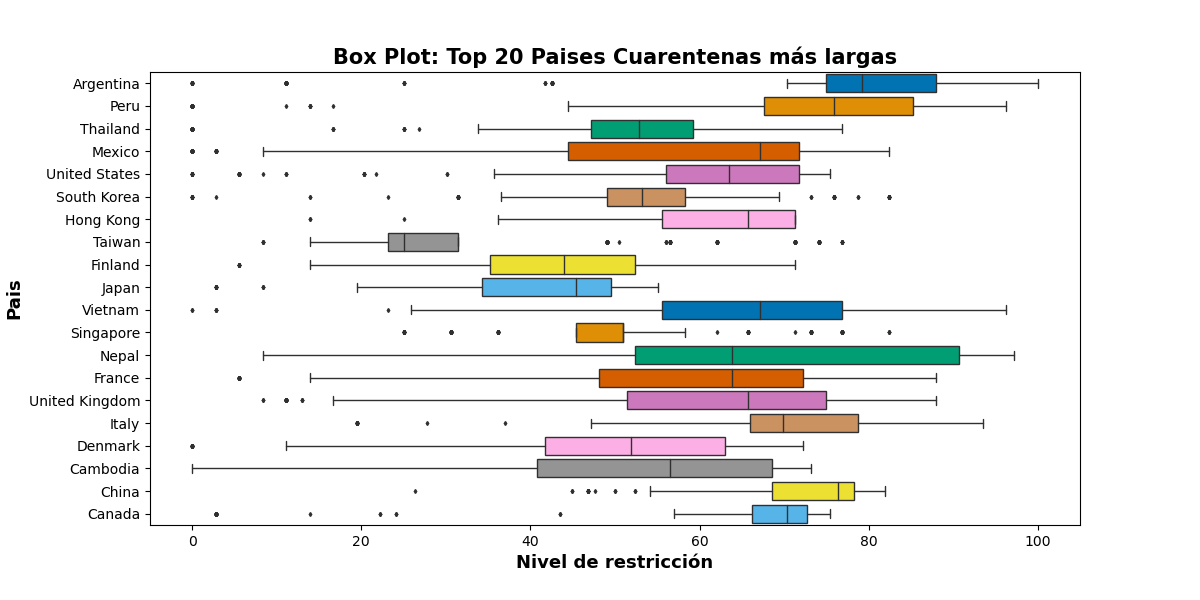 Box Plot: Top 20 Paises Cuarentenas más largas
Argentina
Peru
Thailand
Mexico
United States
South Korea
Hong Kong
Taiwan
Finland
Japan
Vietnam
Singapore
Nepal
France
United Kingdom
Italy
Denmark
Cambodia
China
Canada
Pais
0 20 40 60 80 100
Nivel de restricción